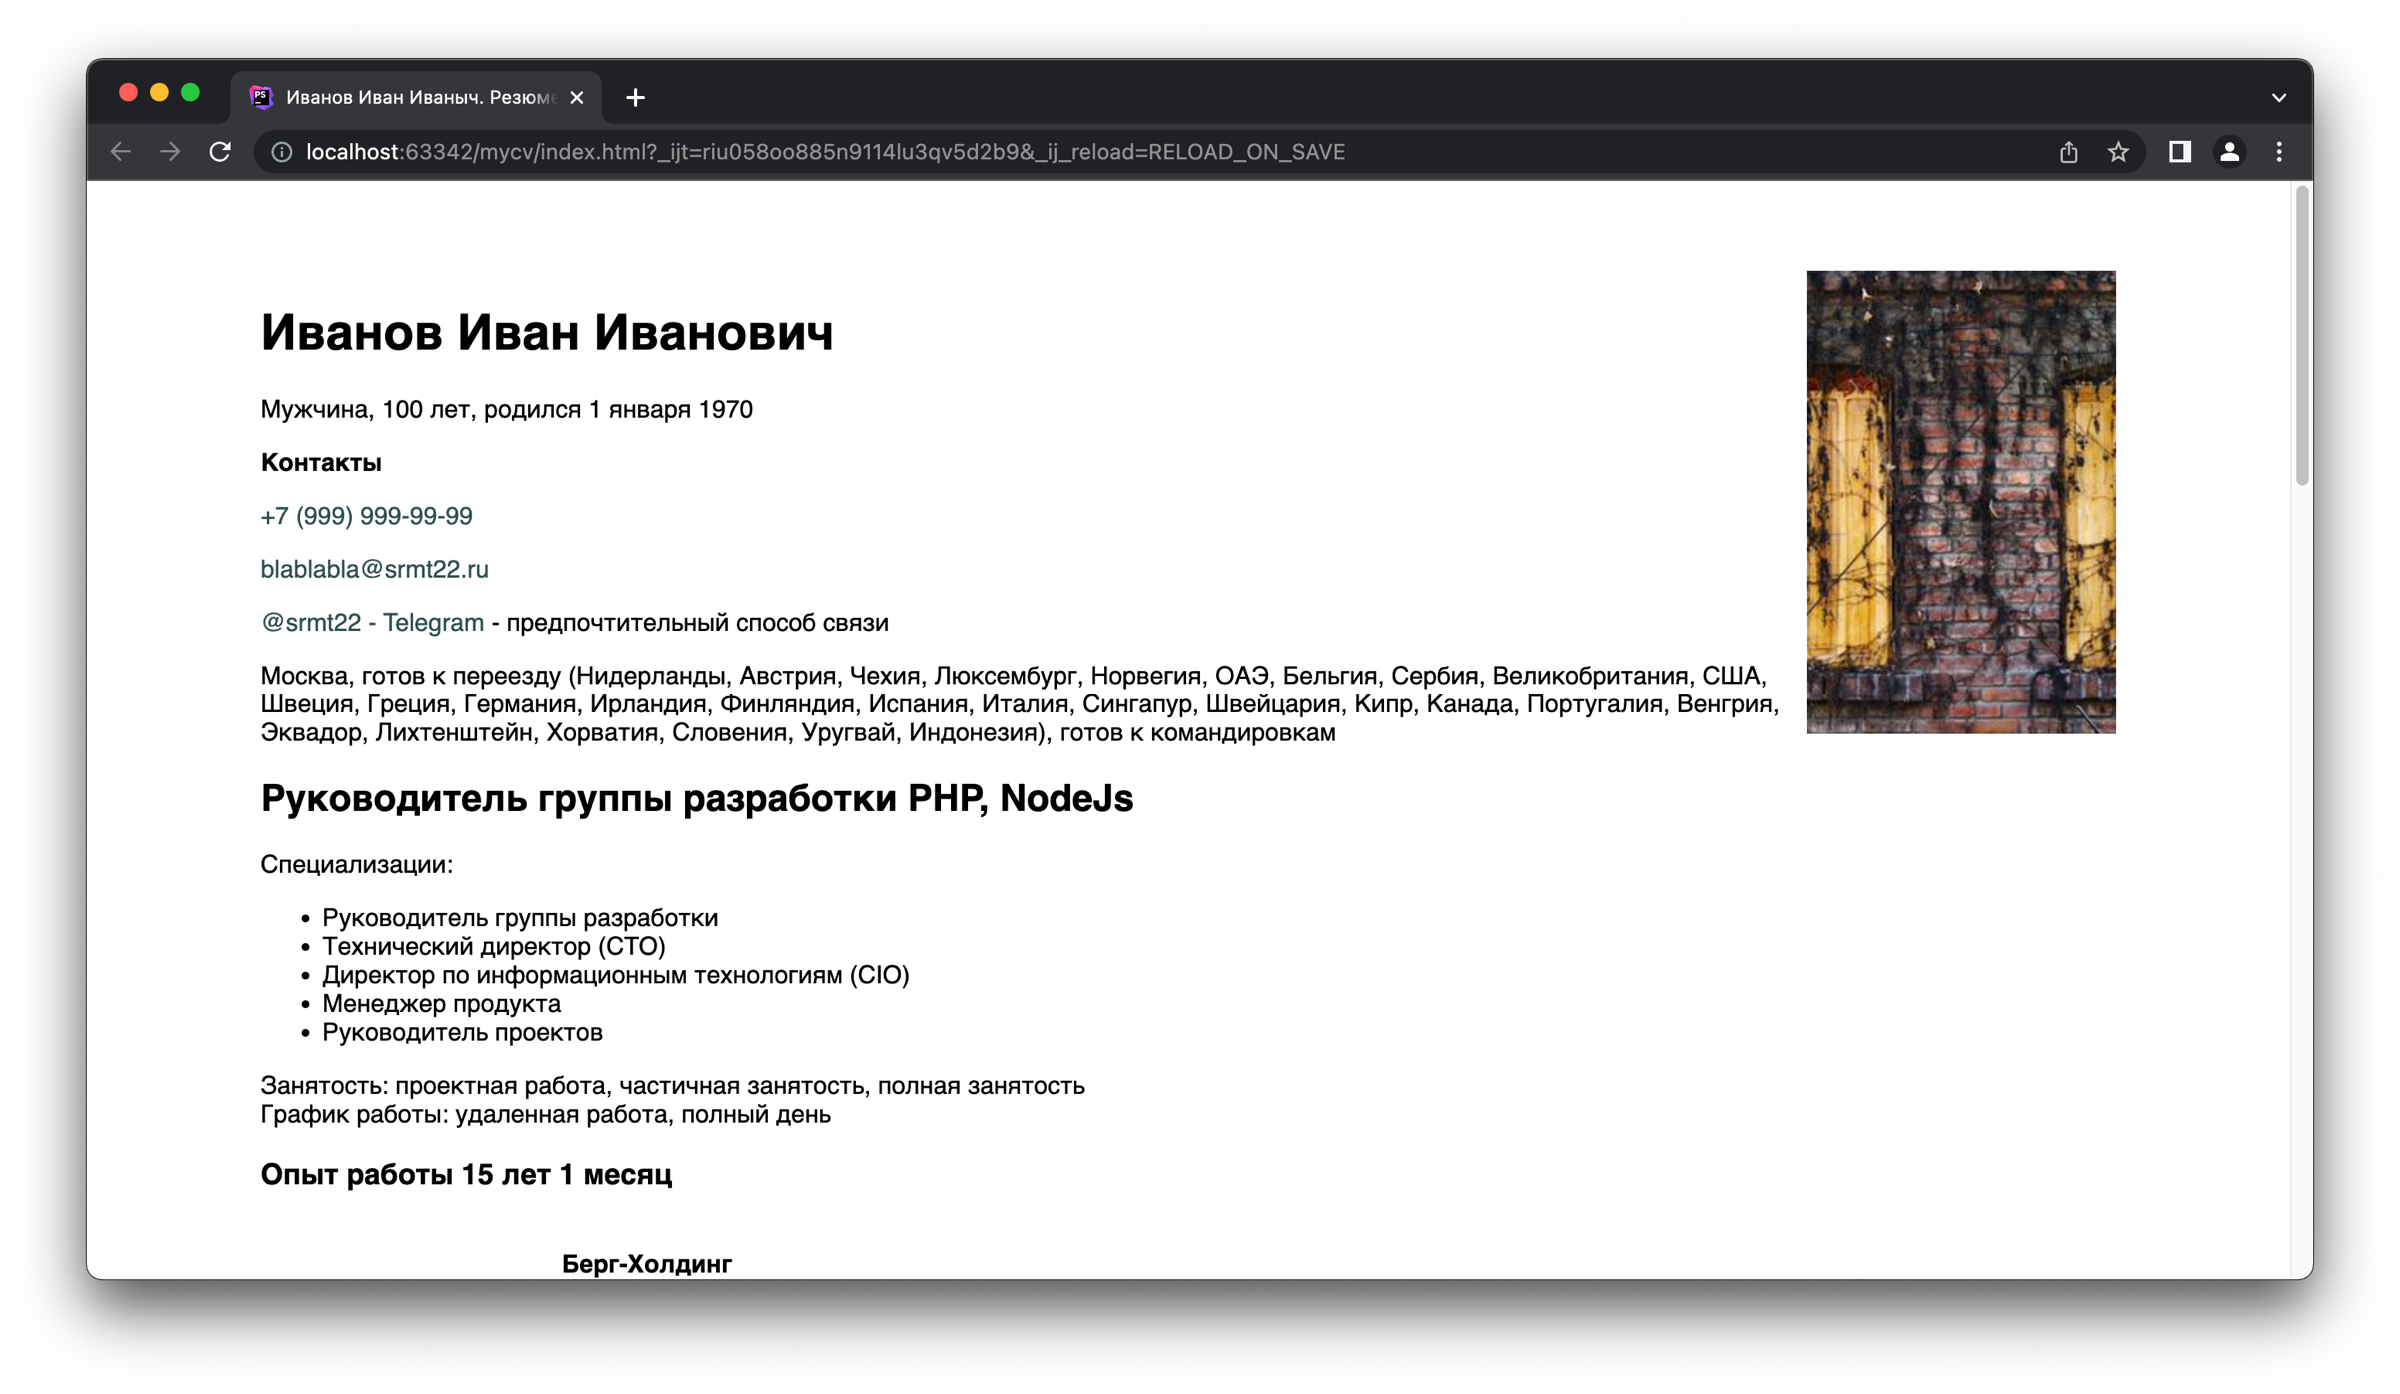 PS
Иванов Иван Иваныч. Резюме
localhost:63342/mycv/index.html?_ijt=riu058oo885n9114lu3qv5d2b9&_ij_reload=RELOAD_ON_SAVE
Иванов Иван Иванович
Мужчина, 100 лет, родился 1 января 1970
Контакты
+7 (999) 999-99-99
blablabla@srmt22.ru
@srmt22 - Telegram - предпочтительный способ связи
Москва, готов к переезду (Нидерланды, Австрия, Чехия, Люксембург, Норвегия, ОАЭ, Бельгия, Сербия, Великобритания, США,
Швеция, Греция, Германия, Ирландия, Финляндия, Испания, Италия, Сингапур, Швейцария, Кипр, Канада, Португалия, Венгрия,
Эквадор, Лихтенштейн, Хорватия, Словения, Уругвай, Индонезия), готов к командировкам
Руководитель группы разработки PHP, NodeJs
Специализации:
• Руководитель группы разработки
• Технический директор (CTO)
• Директор по информационным технологиям (CIO)
• Менеджер продукта
• Руководитель проектов
Занятость: проектная работа, частичная занятость, полная занятость
График работы: удаленная работа, полный день
Опыт работы 15 лет 1 месяц
Берг-Холдинг